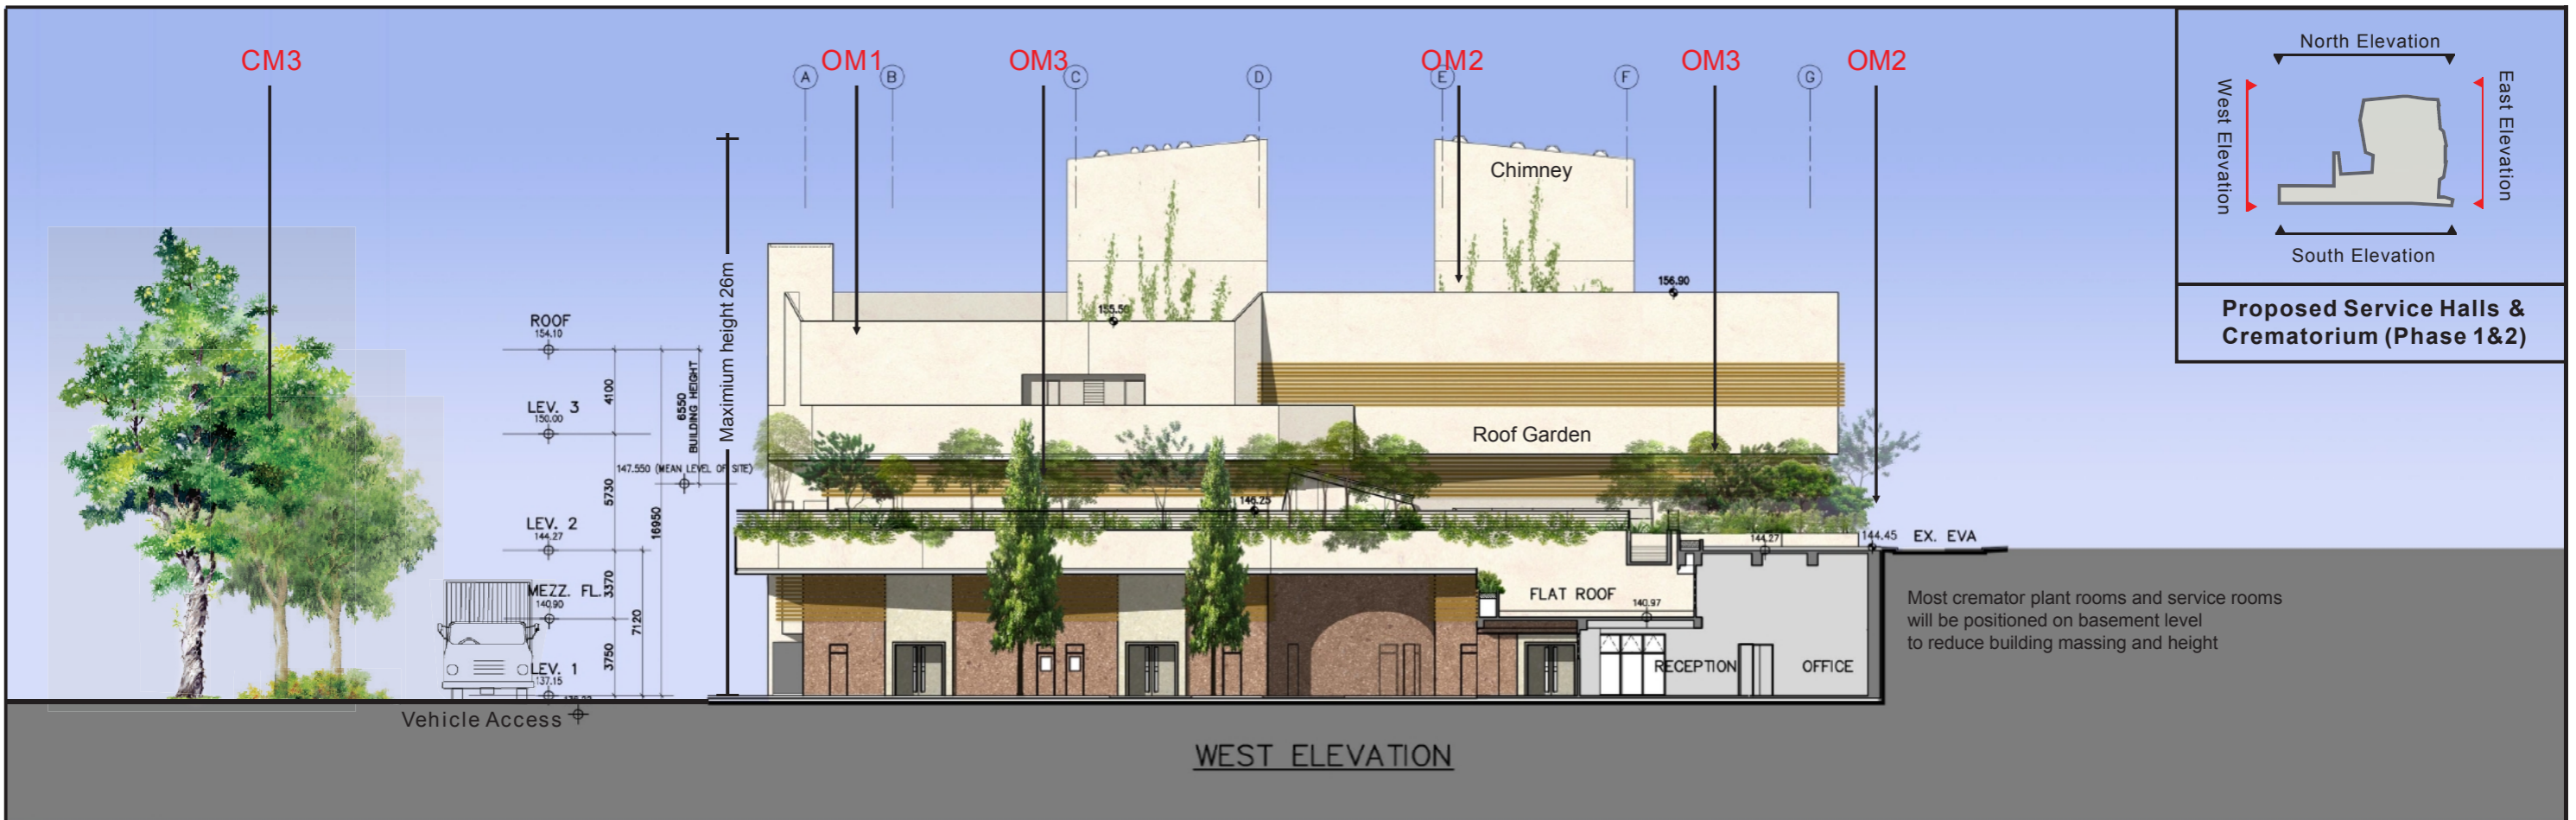 CM3
OM1
OM3
OM2
OM3
OM2
A
B
C
D
E
F
G
North Elevation
West Elevation
East Elevation
South Elevation
Proposed Service Halls &
Crematorium (Phase 1&2)
Chimney
Maximium height 26m
156.90
155.50
ROOF
154.10
4100
6550
BUILDING HEIGHT
LEV. 3
150.00
Roof Garden
147.550 (MEAN LEVEL OF SITE)
5730
16950
146.25
LEV. 2
144.27
144.27
144.45 EX. EVA
MEZZ. FL.
140.90
3370
7120
FLAT ROOF
140.97
Most cremator plant rooms and service rooms
will be positioned on basement level
to reduce building massing and height
3750
LEV. 1
137.15
RECEPTION
OFFICE
Vehicle Access
WEST ELEVATION